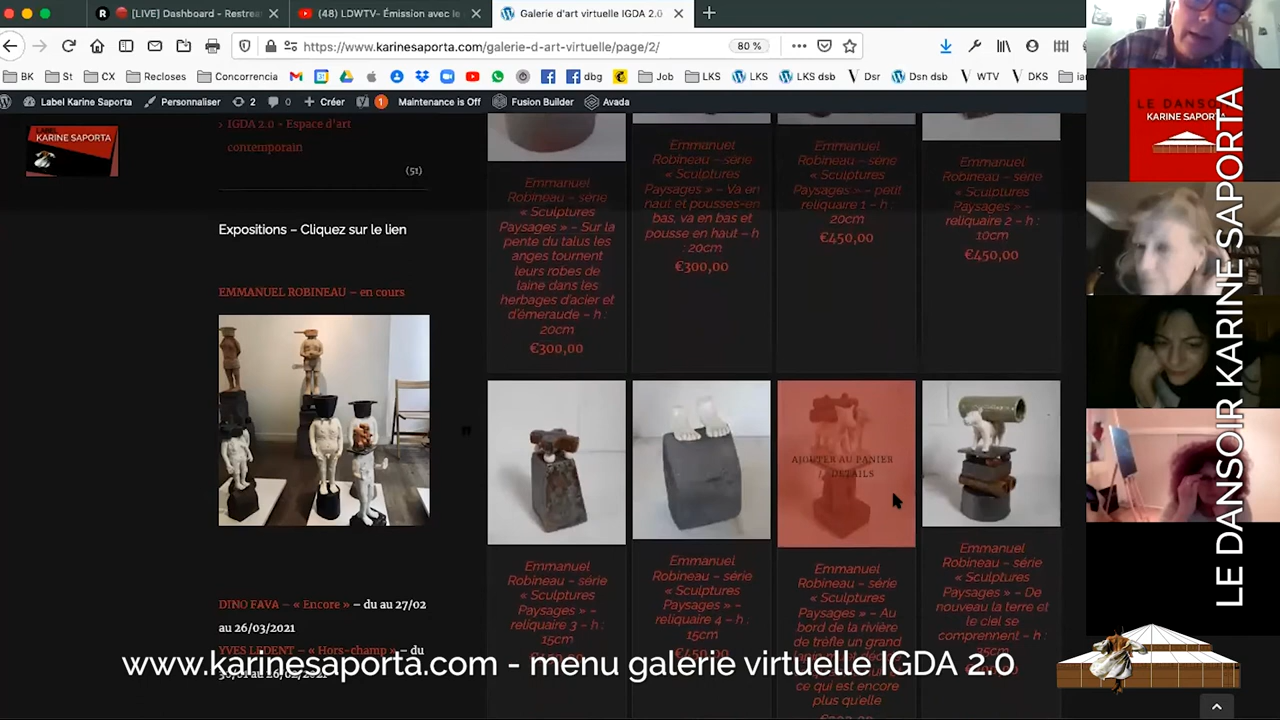 [LIVE] Dashboard - Restrea
(48) LDWTV- Émission avec le
Galerie d'art virtuelle IGDA 2.0
https://www.karinesaporta.com/galerie-d-art-virtuelle/page/2/
80 %
BK
St
CX
Recloses
Concorrencia
dbg
Job
LKS
LKS
LKS dsb
Dsr
Dsn dsb
WTV
DKS
Label Karine Saporta
Personnaliser
2
0
Créer
1
Maintenance is Off
Fusion Builder
Avada
KARINE SAPORTA
IGDA 2.0 - Espace d'art
contemporain
(51)
Expositions – Cliquez sur le lien
EMMANUEL ROBINEAU – en cours
DINO FAVA – « Encore » – du au 27/02
au 26/03/2021
YVES LEDENT – « Hors-champ » – du
Emmanuel
Robineau – série
« Sculptures
Paysages » – Sur la
pente du talus les
anges tournent
leurs robes de
laine dans les
herbages d'acier et
d'émeraude – h :
20cm
€300,00
Emmanuel
Robineau – série
« Sculptures
Paysages » – Va en
haut et pousses-en
bas, va en bas et
pousse en haut – h
: 20cm
€300,00
Emmanuel
Robineau – série
« Sculptures
Paysages » – petit
reliquaire 1 – h :
20cm
€450,00
Emmanuel
Robineau – série
« Sculptures
Paysages » –
reliquaire 2 – h :
10cm
€450,00
AJOUTER AU PANIER
DÉTAILS
Emmanuel
Robineau – série
« Sculptures
Paysages » –
reliquaire 3 – h :
15cm
Emmanuel
Robineau – série
« Sculptures
Paysages » –
reliquaire 4 – h :
15cm
Emmanuel
Robineau – série
« Sculptures
Paysages » – Au
bord de la rivière
de trèfle un grand
ce qui est encore
plus qu'elle
Emmanuel
Robineau – série
« Sculptures
Paysages » – De
nouveau la terre et
le ciel se
comprennent – h :
www.karinesaporta.com - menu galerie virtuelle IGDA 2.0
LE DANSO
KARINE SAPORTA
LE DANSOIR KARINE SAPORTA